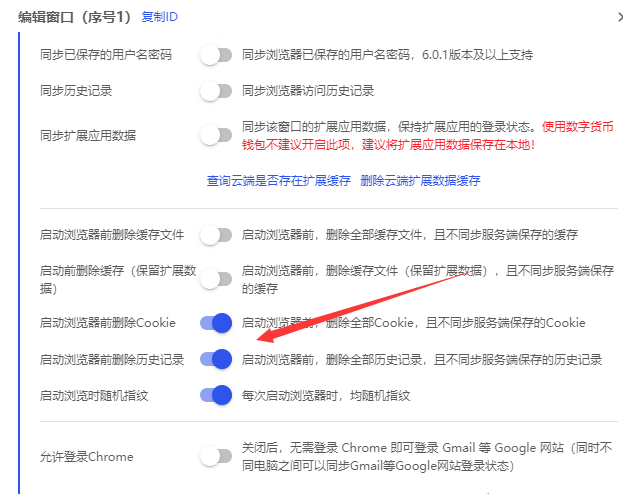 编辑窗口（序号1） 复制ID
同步已保存的用户名密码 同步浏览器已保存的用户名密码，6.0.1版本及以上支持
同步历史记录 同步浏览器访问历史记录
同步扩展应用数据 同步该窗口的扩展应用数据，保持扩展应用的登录状态。使用数字货币
钱包不建议开启此项，建议将扩展应用数据保存在本地！
查询云端是否存在扩展缓存 删除云端扩展数据缓存
启动浏览器前删除缓存文件 启动浏览器前，删除全部缓存文件，且不同步服务端保存的缓存
启动前删除缓存（保留扩展数
据） 
启动浏览器前，删除缓存文件（保留扩展数据），且不同步服务端保存
的缓存
启动浏览器前删除Cookie 启动浏览器前，删除全部Cookie，且不同步服务端保存的Cookie
启动浏览器前删除历史记录 启动浏览器前，删除全部历史记录，且不同步服务端保存的历史记录
启动浏览时随机指纹 每次启动浏览器时，均随机指纹
允许登录Chrome 关闭后，无需登录 Chrome 即可登录 Gmail 等 Google 网站（同时不
同电脑之间可以同步Gmail等Google网站登录状态）